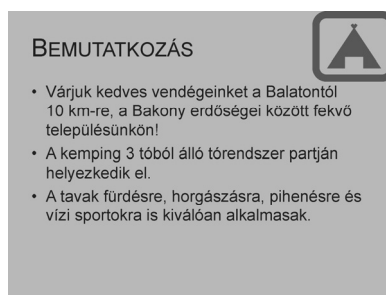 BEMUTATKOZÁS
• Várjuk kedves vendégeinket a Balatontól
10 km-re, a Bakony erdőségei között fekvő
településünkön!
• A kemping 3 tóból álló tórendszer partján
helyezkedik el.
• A tavak fürdésre, horgászásra, pihenésre és
vízi sportokra is kiválóan alkalmasak.